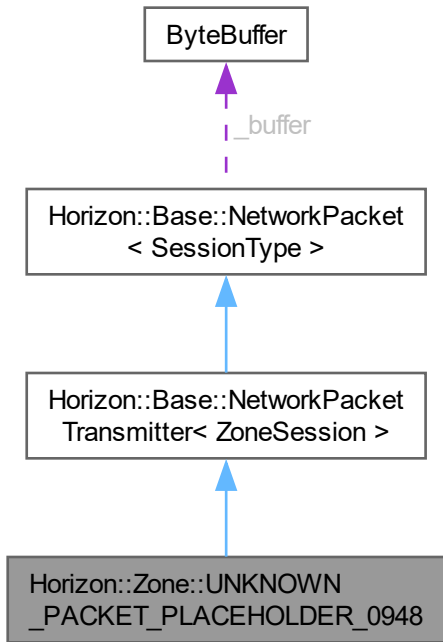 ByteBuffer
_buffer
Horizon::Base::NetworkPacket
< SessionType >
Horizon::Base::NetworkPacket
Transmitter< ZoneSession >
Horizon::Zone::UNKNOWN
_PACKET_PLACEHOLDER_0948